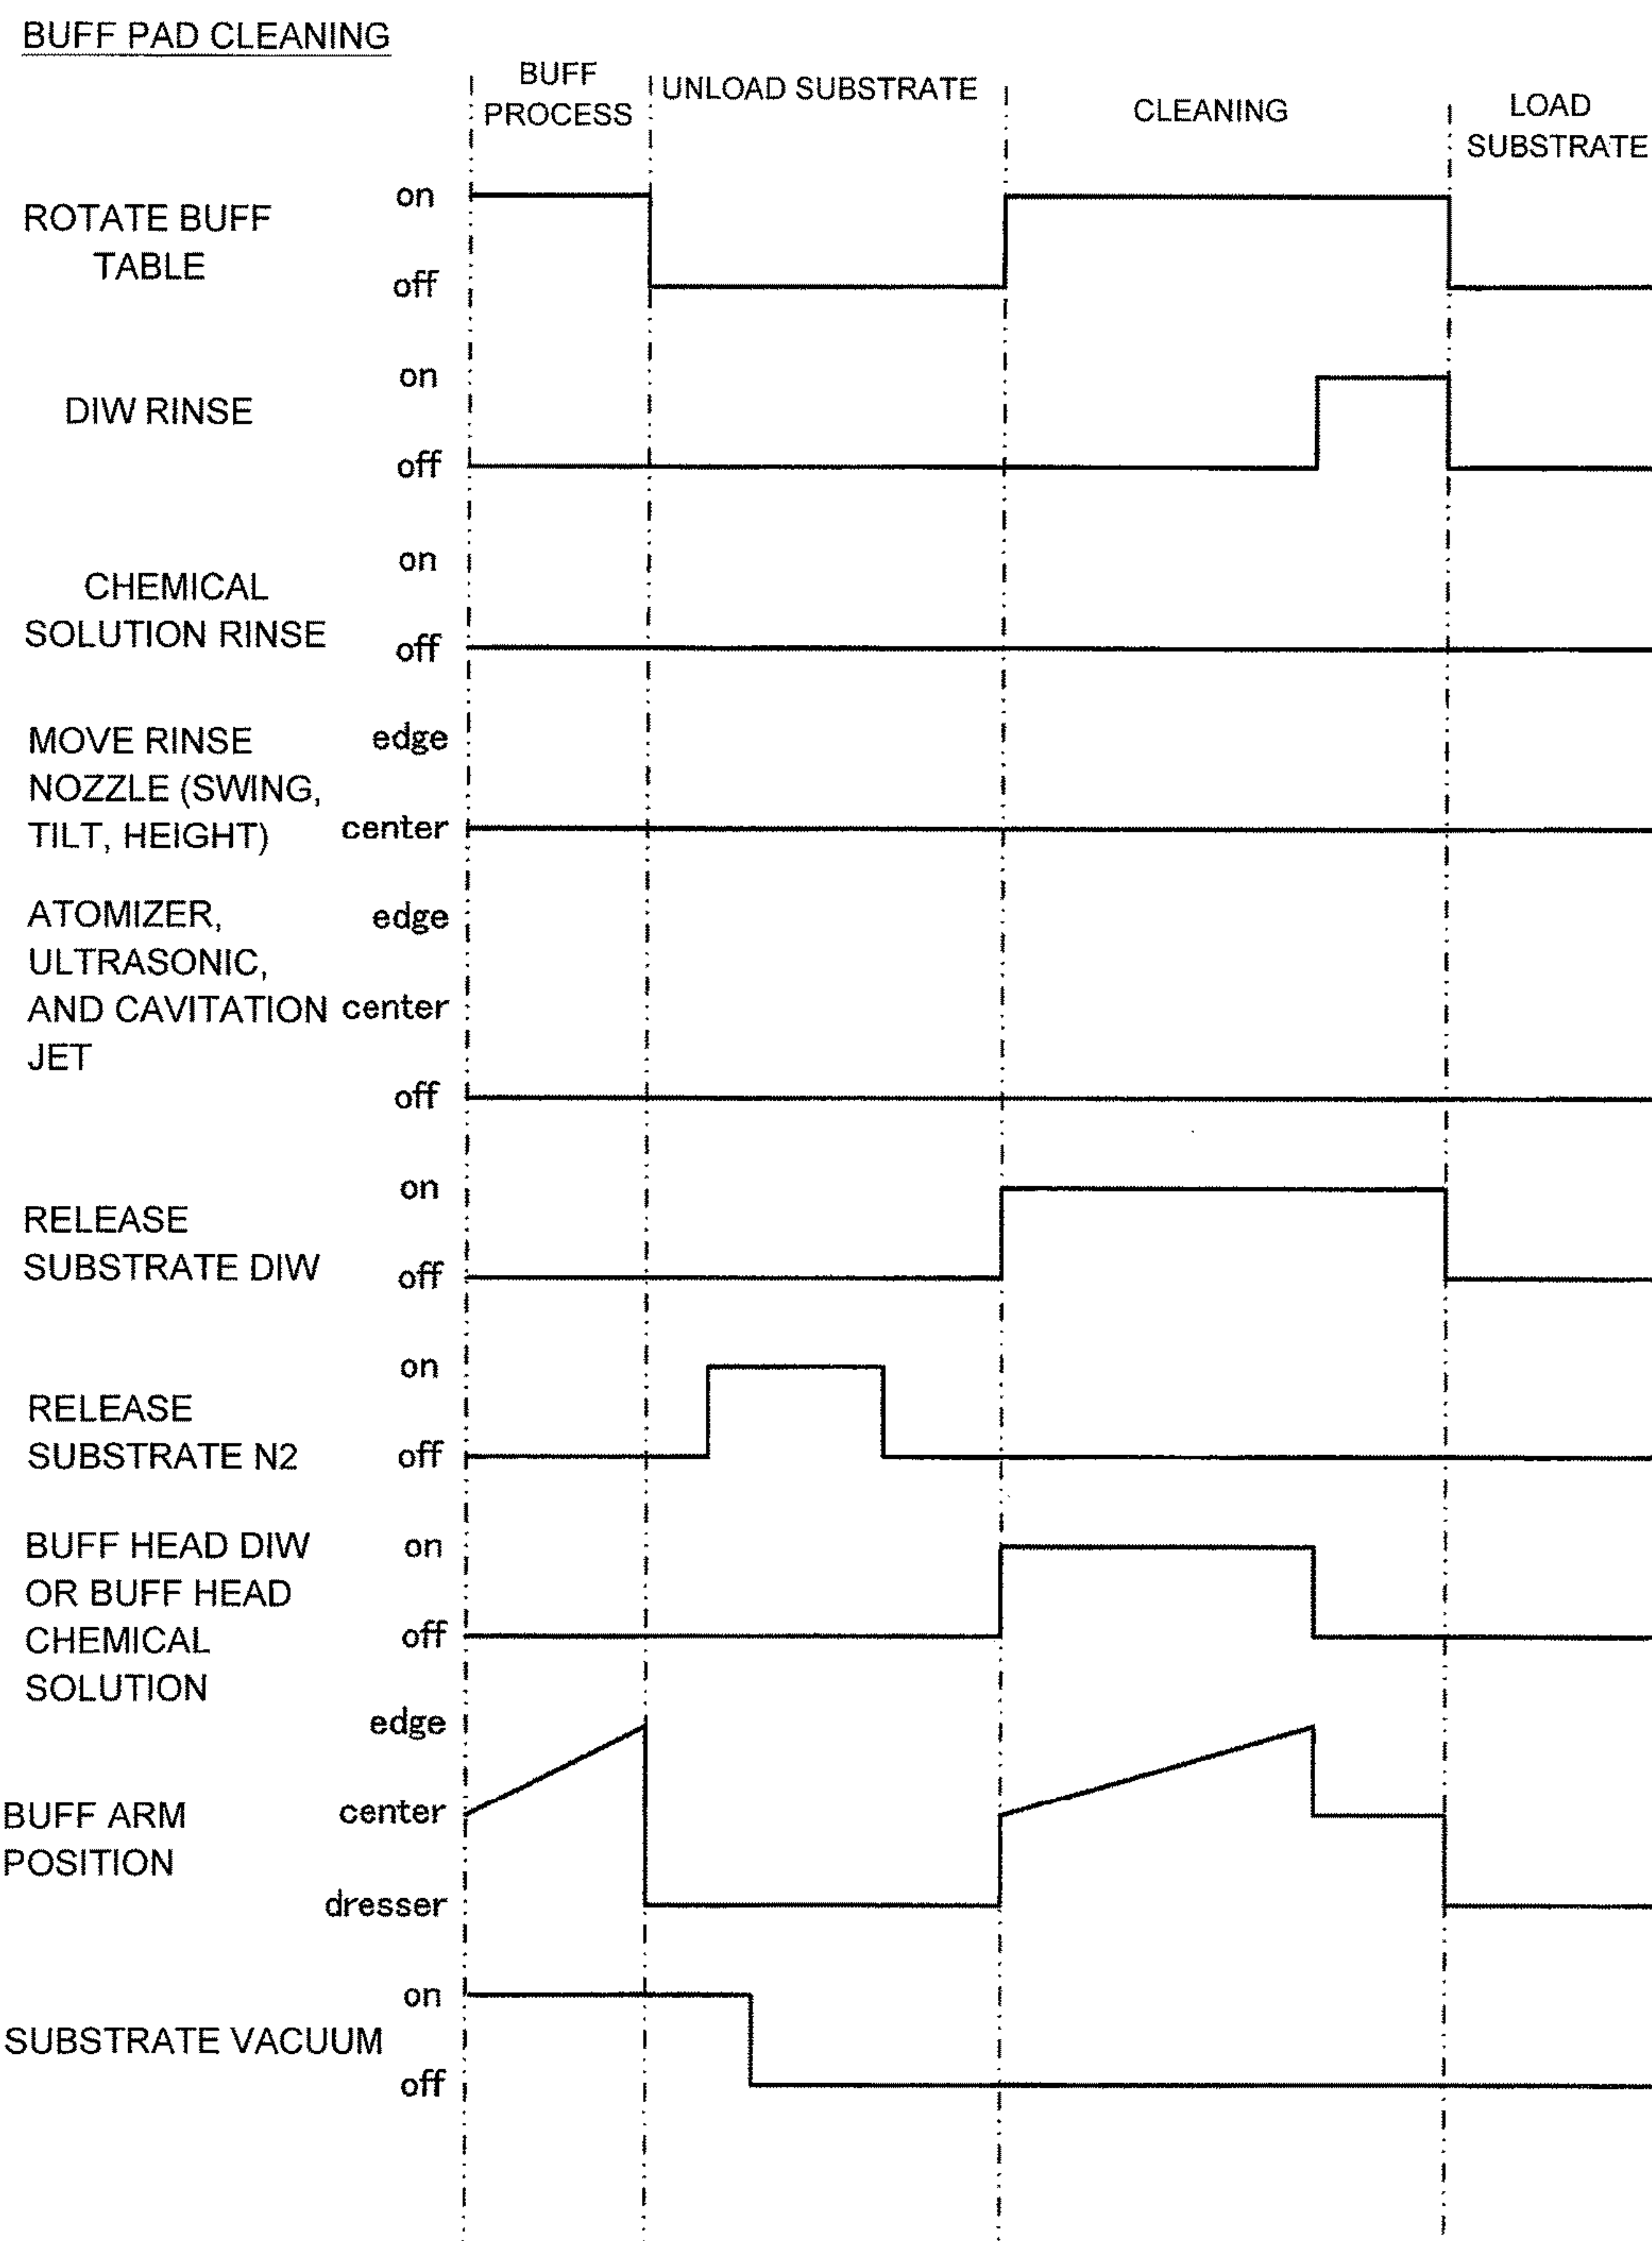 BUFF PAD CLEANING
BUFF
PROCESS
UNLOAD SUBSTRATE
CLEANING
LOAD
SUBSTRATE
ROTATE BUFF
TABLE
on
off
DIW RINSE
on
off
CHEMICAL
SOLUTION RINSE
on
off
MOVE RINSE
NOZZLE (SWING,
TILT, HEIGHT)
edge
center
ATOMIZER,
ULTRASONIC,
AND CAVITATION
JET
edge
center
off
RELEASE
SUBSTRATE DIW
on
off
RELEASE
SUBSTRATE N2
on
off
BUFF HEAD DIW
OR BUFF HEAD
CHEMICAL
SOLUTION
on
off
BUFF ARM
POSITION
edge
center
dresser
SUBSTRATE VACUUM
on
off